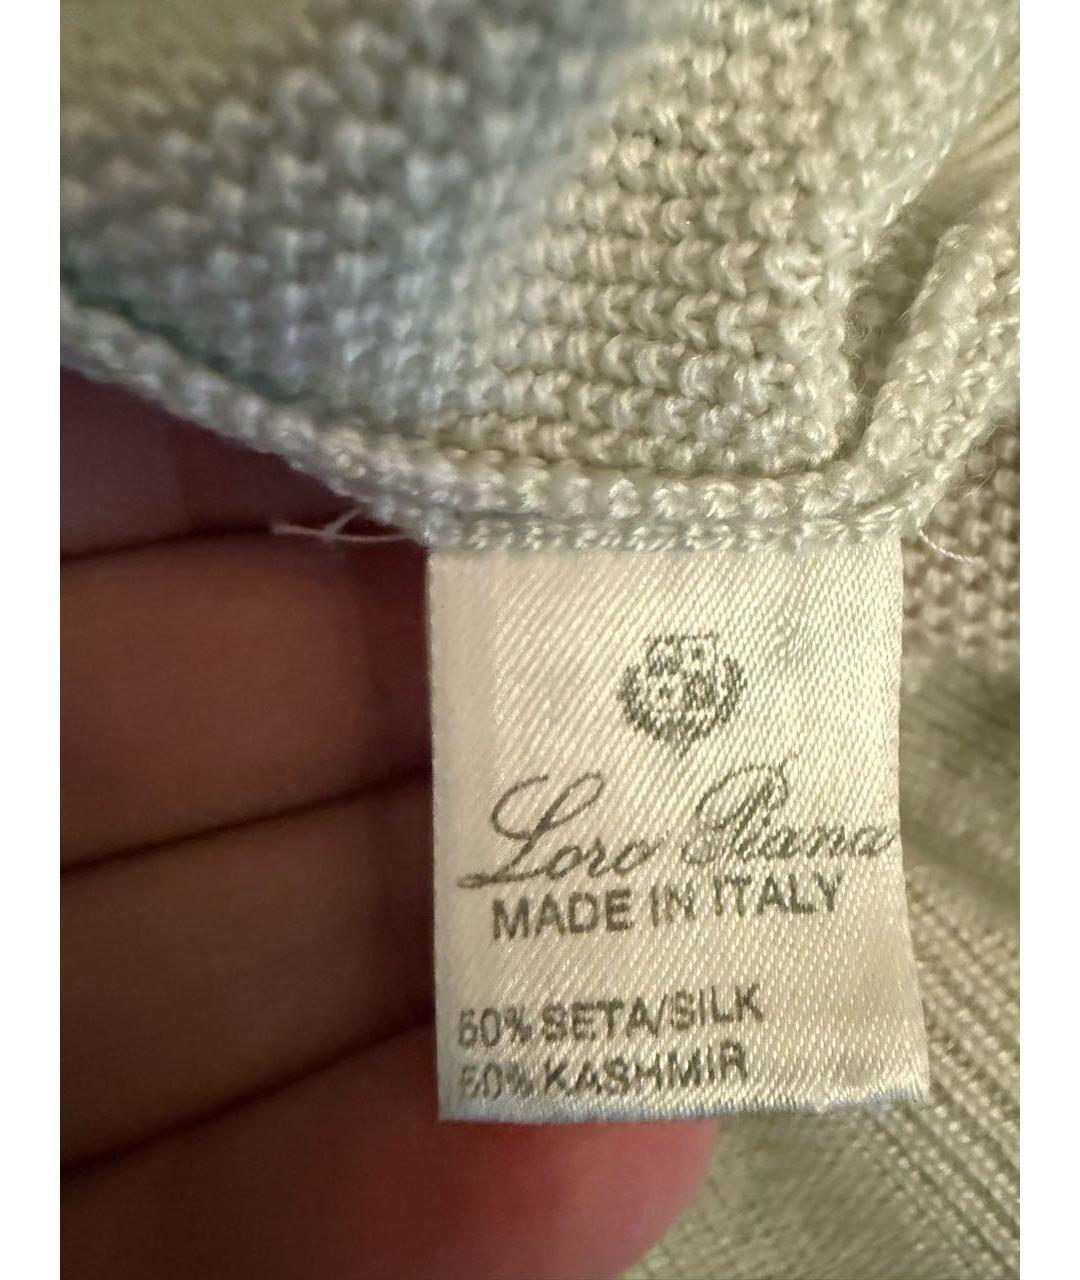 Loro Piana
MADE IN ITALY
50% SETA/SILK
50% KASHMIR